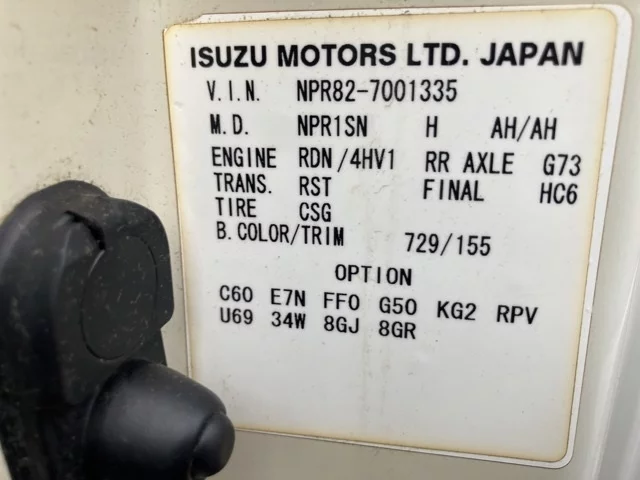 ISUZU MOTORS LTD. JAPAN
V.I.N. NPR82-7001335
M.D. NPR1SN H AH/AH
ENGINE RDN/4HV1 RR AXLE G73
TRANS. RST FINAL HC6
TIRE CSG
B.COLOR/TRIM 729/155
OPTION
C60 E7N FF0 G50 KG2 RPV
U69 34W 8GJ 8GR